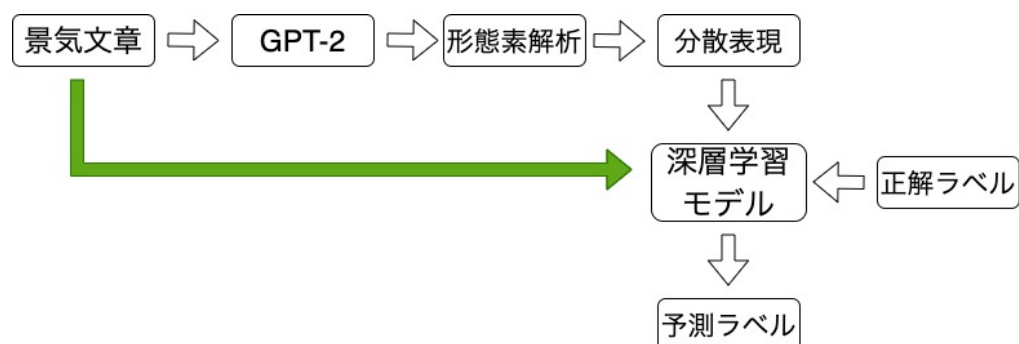 景気文章
GPT-2
形態素解析
分散表現
深層学習
モデル
正解ラベル
予測ラベル